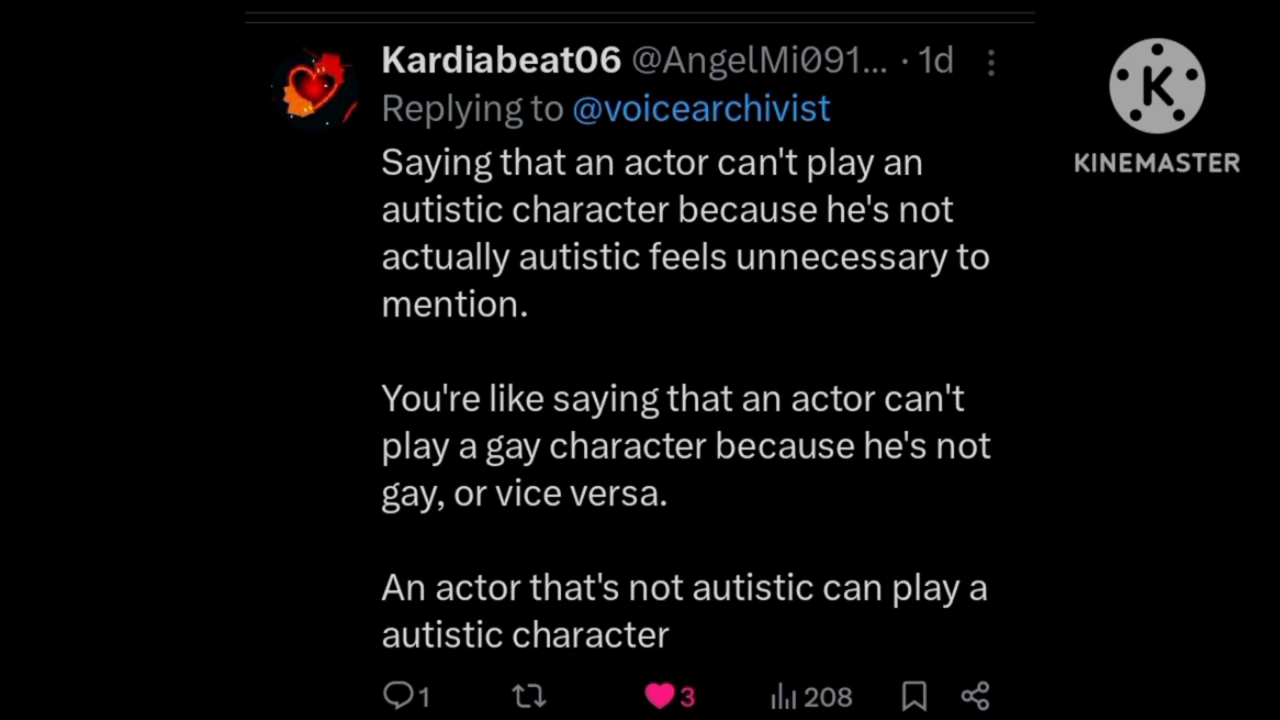 Kardiabeat06 @AngelMi091... · 1d
Replying to @voicearchivist
Saying that an actor can't play an
autistic character because he's not
actually autistic feels unnecessary to
mention.
You're like saying that an actor can't
play a gay character because he's not
gay, or vice versa.
An actor that's not autistic can play a
autistic character
1 3 208
K
KINEMASTER